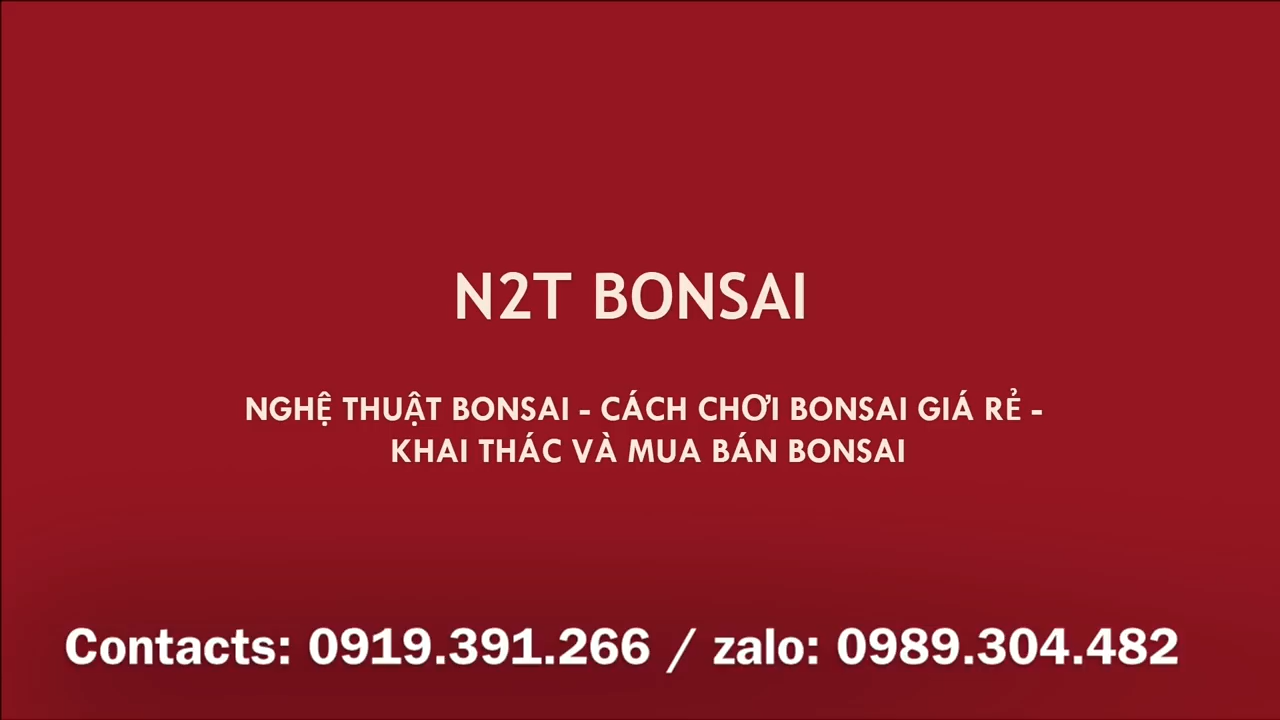 N2T BONSAI
NGHỆ THUẬT BONSAI - CÁCH CHƠI BONSAI GIÁ RẺ -
KHAI THÁC VÀ MUA BÁN BONSAI
Contacts: 0919.391.266 / zalo: 0989.304.482